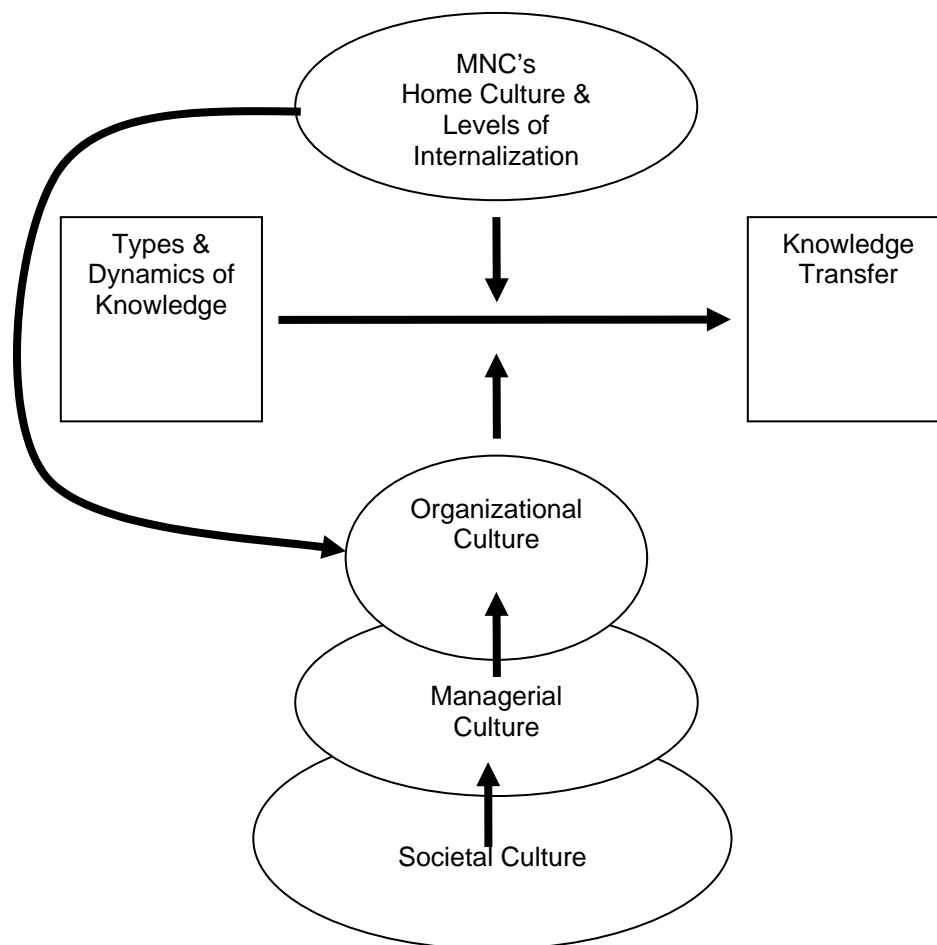 MNC’s
Home Culture &
Levels of
Internalization
Types &
Dynamics of
Knowledge
Knowledge
Transfer
Organizational
Culture
Managerial
Culture
Societal Culture